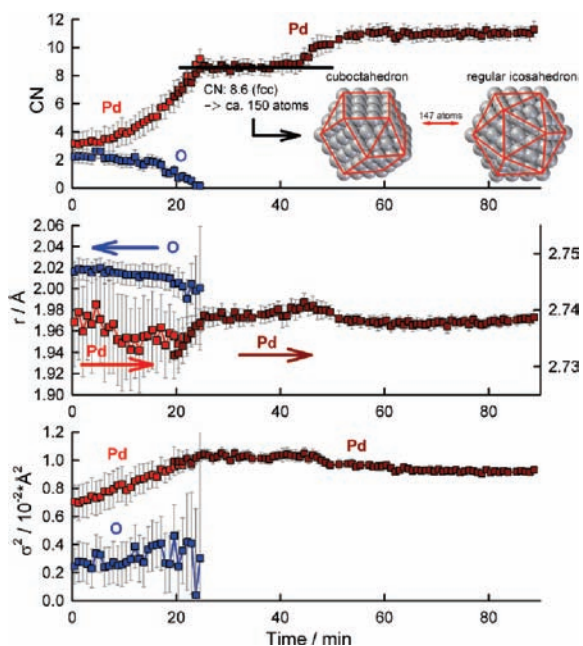 12
10
8
6
4
2
0
CN
Pd
Pd
O
CN: 8.6 (fcc)
–> ca. 150 atoms
cuboctahedron
regular icosahedron
147 atoms
0
20
40
60
80
2.06
2.04
2.02
2.00
1.98
1.96
1.94
1.92
1.90
r / Å
O
Pd
Pd
2.75
2.74
2.73
0
20
40
60
80
1.2
1.0
0.8
0.6
0.4
0.2
0.0
σ² / 10⁻²*Å²
Pd
Pd
O
0
20
40
60
80
Time / min